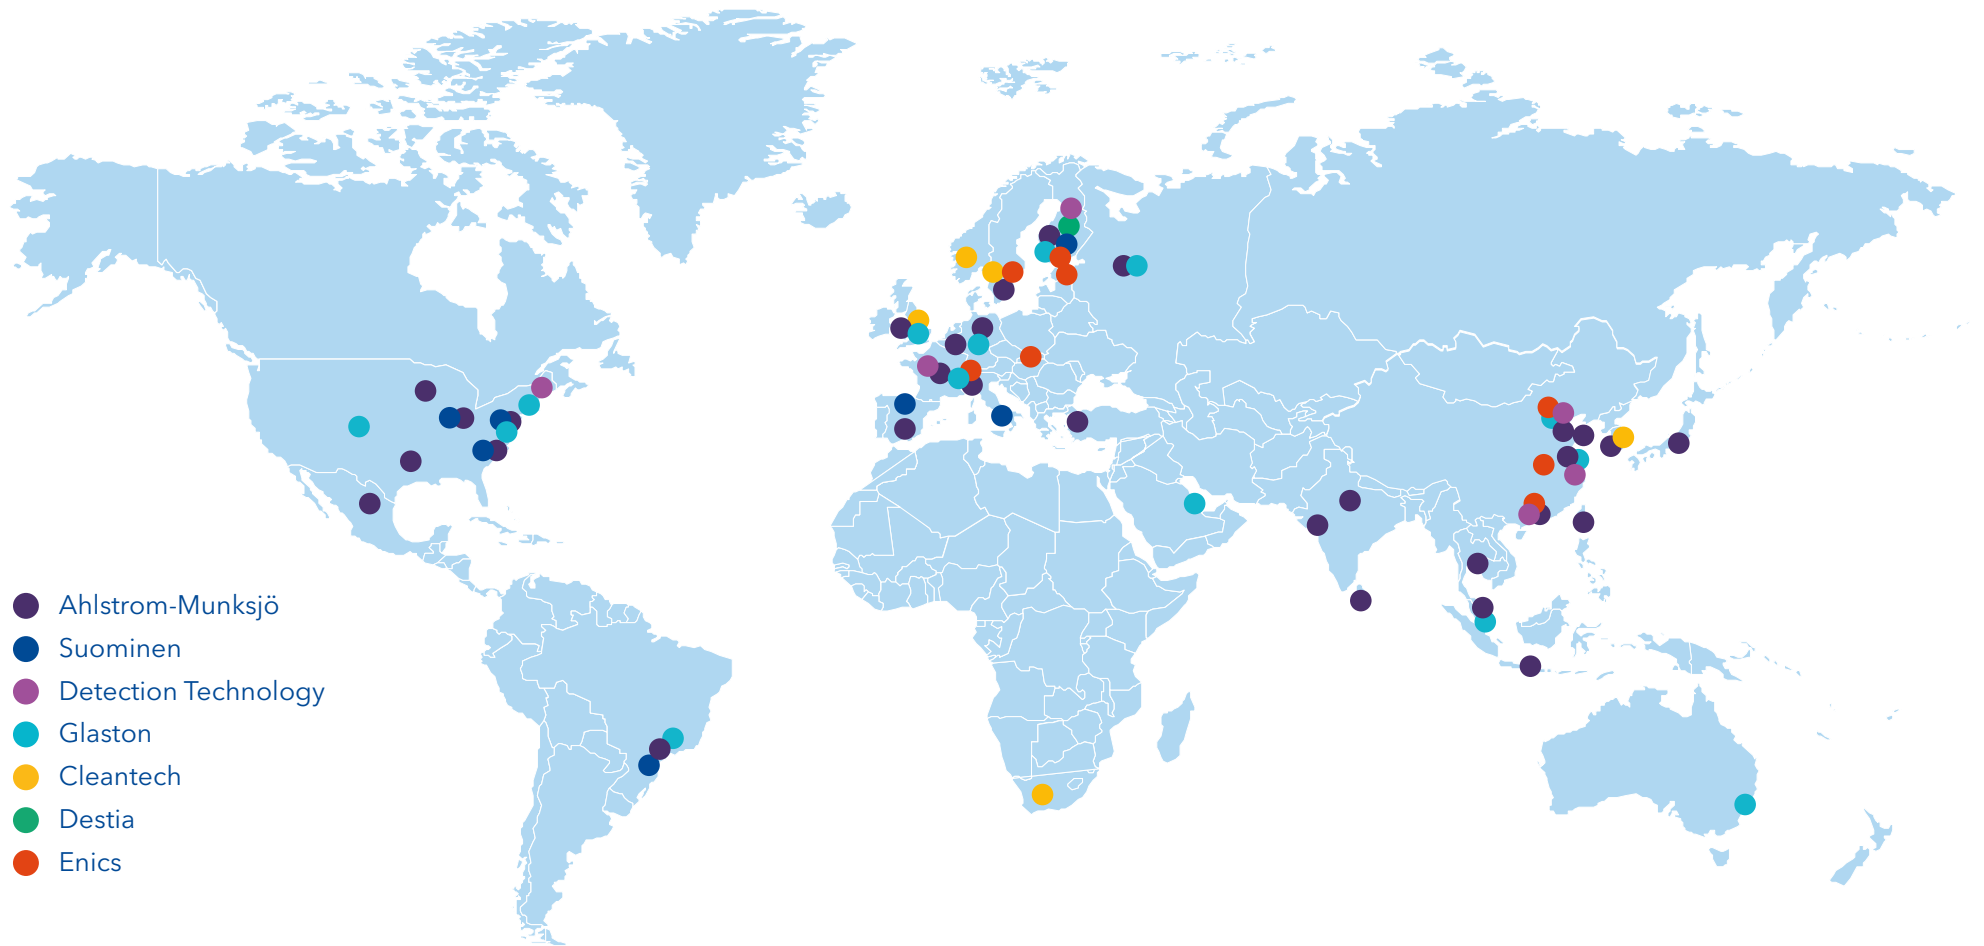 Ahlstrom-Munksjö
Suominen
Detection Technology
Glaston
Cleantech
Destia
Enics